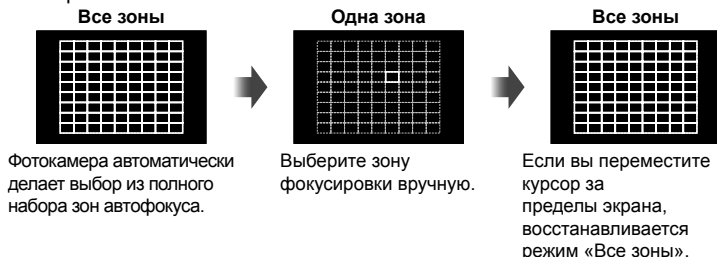 Все зоны
Фотокамера автоматически
делает выбор из полного
набора зон автофокуса.
Одна зона
Выберите зону
фокусировки вручную.
Все зоны
Если вы переместите
курсор за
пределы экрана,
восстанавливается
режим «Все зоны».